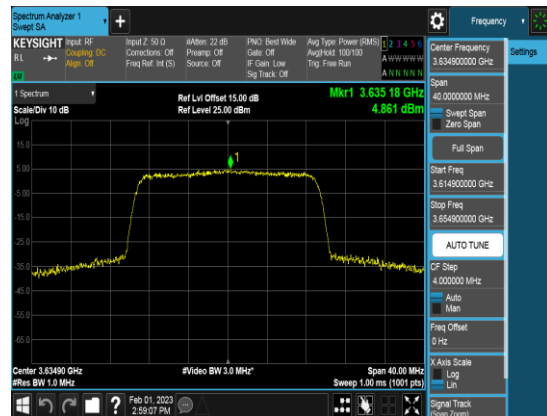 Spectrum Analyzer 1
Swept SA
+
Frequency
KEYSIGHT
RL
LV
Input: RF
Coupling: DC
Align: Off
Input Z: 50 Ω
Corrections: Off
Freq Ref: Int (S)
#Atten: 22 dB
Preamp: Off
Source: Off
PNO: Best Wide
Gate: Off
IF Gain: Low
Sig Track: Off
Avg Type: Power (RMS)
Avg|Hold: 100/100
Trig: Free Run
1 2 3 4 5 6
A W W W W W
A N N N N N
1 Spectrum
Scale/Div 10 dB
Log
Ref Lvl Offset 15.00 dB
Ref Level 25.00 dBm
Mkr1 3.635 18 GHz
4.861 dBm
1
15.0
5.00
-5.00
-15.0
-25.0
-35.0
-45.0
-55.0
-65.0
Center 3.63490 GHz
#Res BW 1.0 MHz
#Video BW 3.0 MHz*
Span 40.00 MHz
Sweep 1.00 ms (1001 pts)
Feb 01, 2023
2:59:07 PM
Center Frequency
3.634900000 GHz
Settings
Span
40.0000000 MHz
Swept Span
Zero Span
Full Span
Start Freq
3.614900000 GHz
Stop Freq
3.654900000 GHz
AUTO TUNE
CF Step
4.000000 MHz
Auto
Man
Freq Offset
0 Hz
X Axis Scale
Log
Lin
Signal Track
(Span Zoom)